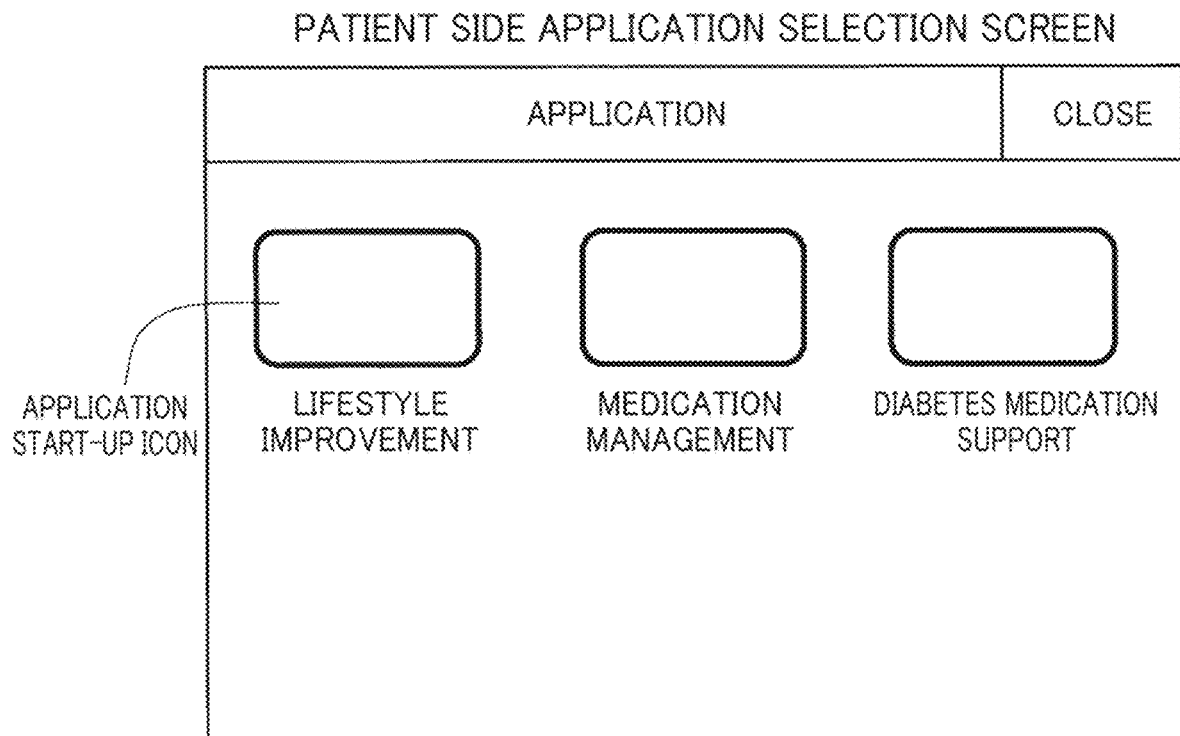 PATIENT SIDE APPLICATION SELECTION SCREEN
APPLICATION
CLOSE
APPLICATION
START-UP ICON
LIFESTYLE
IMPROVEMENT
MEDICATION
MANAGEMENT
DIABETES MEDICATION
SUPPORT